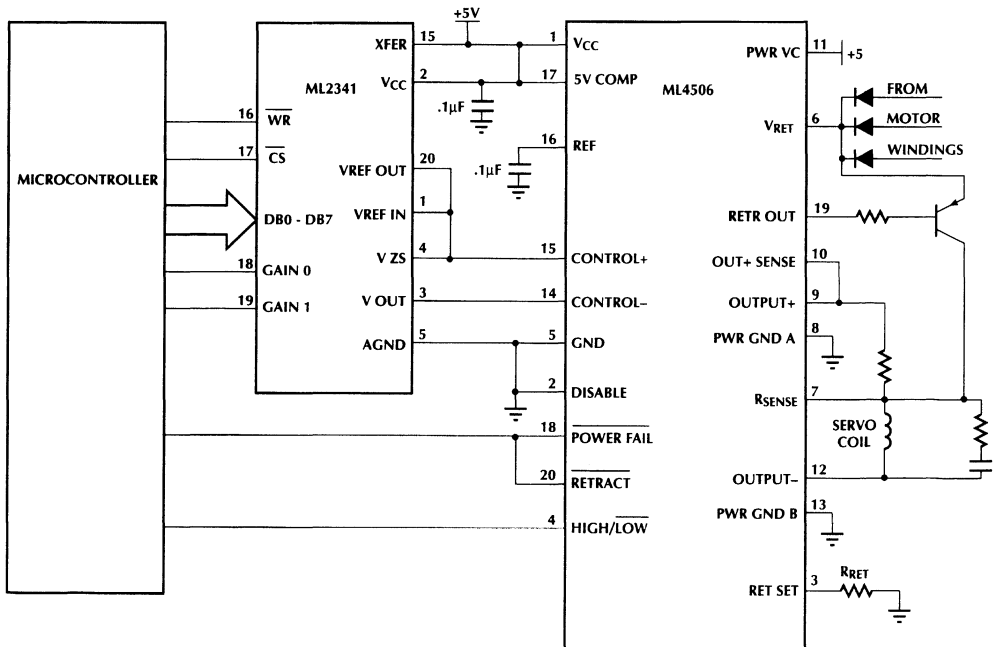 MICROCONTROLLER
ML2341
XFER 15
+5V
VCC 2
.1µF
16 WR
17 CS
DB0 - DB7
18 GAIN 0
19 GAIN 1
VREF OUT 20
VREF IN 1
V ZS 4
V OUT 3
AGND 5
ML4506
1 VCC
17 5V COMP
16 REF
.1µF
15 CONTROL+
14 CONTROL–
5 GND
2 DISABLE
18 POWER FAIL
20 RETRACT
4 HIGH/LOW
PWR VC 11 +5
VRET 6
FROM
MOTOR
WINDINGS
RETR OUT 19
OUT+ SENSE 10
OUTPUT+ 9
PWR GND A 8
RSENSE 7
SERVO
COIL
OUTPUT– 12
PWR GND B 13
RET SET 3
RRET